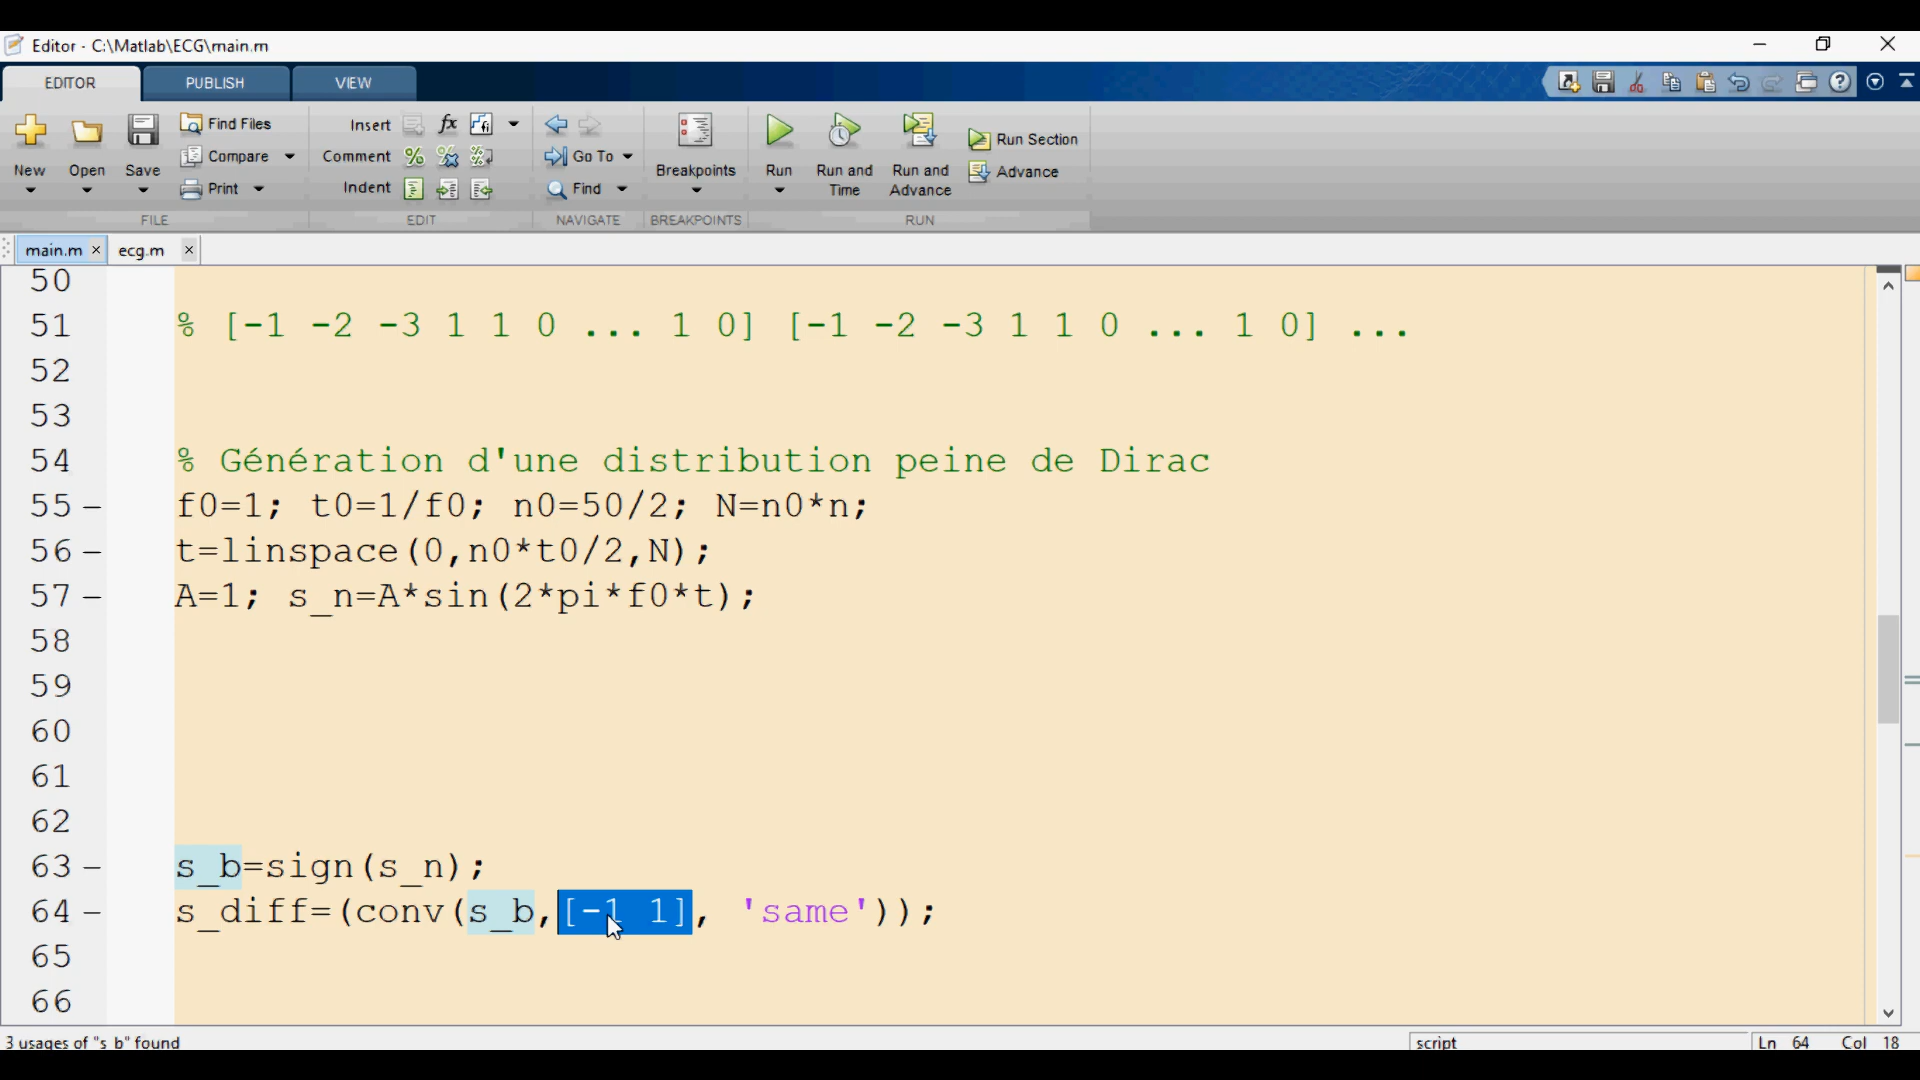 Editor - C:\Matlab\ECG\main.m
EDITOR PUBLISH VIEW
New Open Save Find Files Compare Print
FILE
Insert fx
Comment
Indent
EDIT
Go To
Find
NAVIGATE
Breakpoints
BREAKPOINTS
Run Run and Time Run and Advance Run Section Advance
RUN
main.m ecg.m
50
51 % [-1 -2 -3 1 1 0 ... 1 0] [-1 -2 -3 1 1 0 ... 1 0] ...
52
53
54 % Génération d'une distribution peine de Dirac
55 – f0=1; t0=1/f0; n0=50/2; N=n0*n;
56 – t=linspace(0,n0*t0/2,N);
57 – A=1; s_n=A*sin(2*pi*f0*t);
58
59
60
61
62
63 – s_b=sign(s_n);
64 – s_diff=(conv(s_b,[-1 1], 'same'));
65
66
3 usages of "s_b" found script Ln 64 Col 18